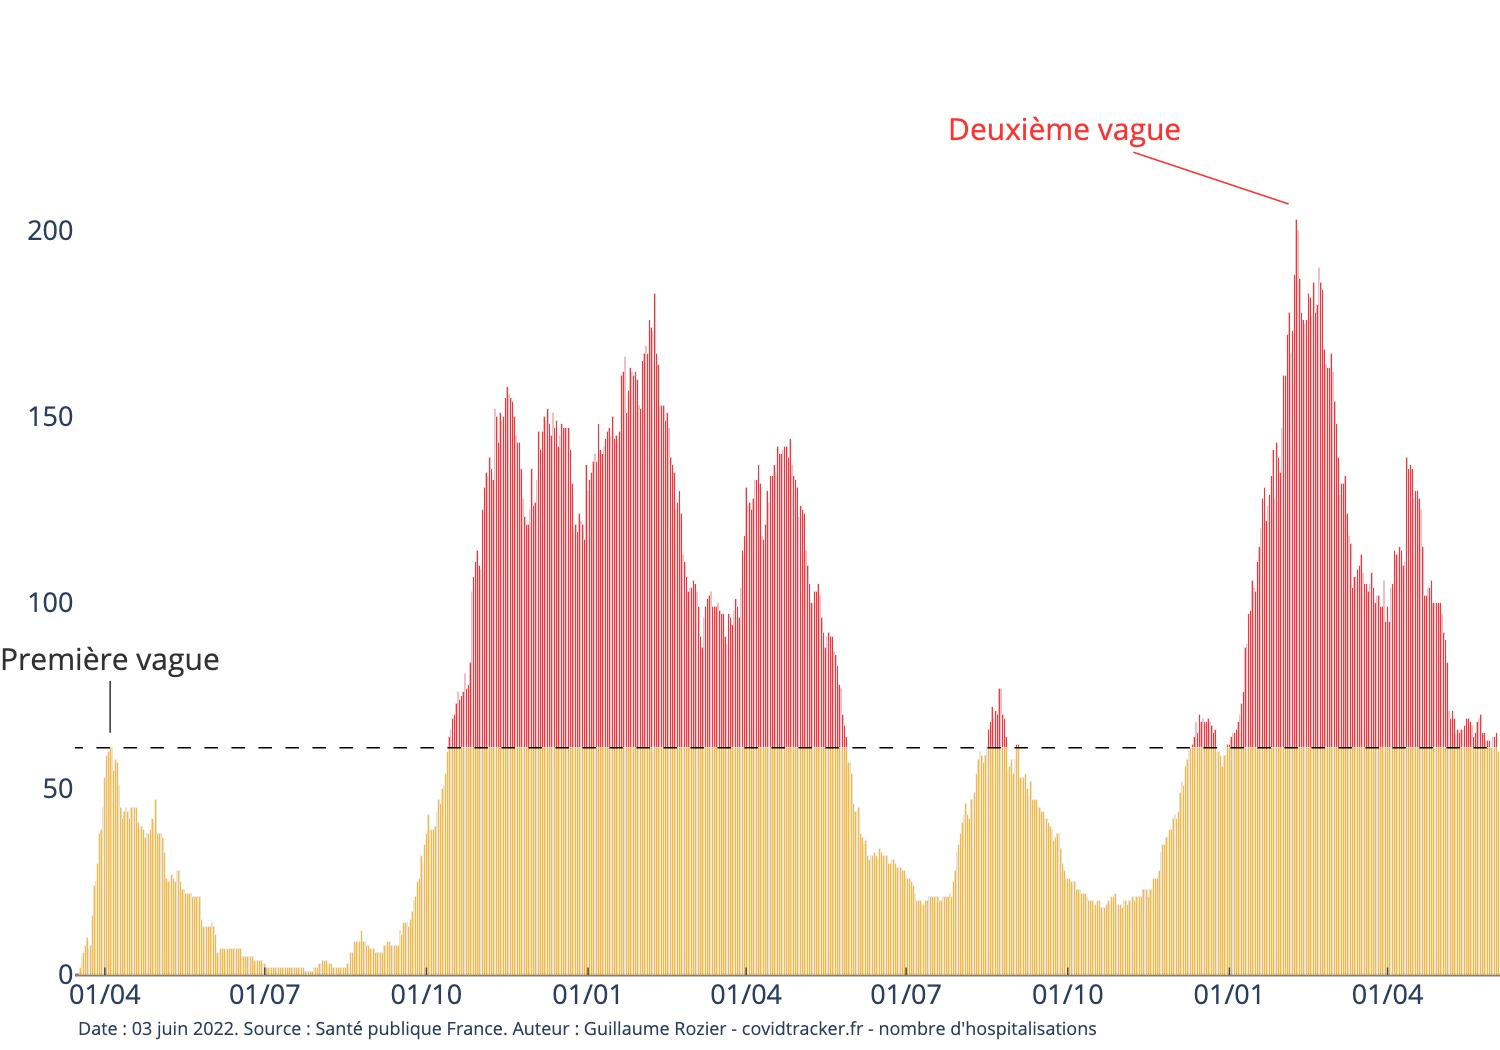 Deuxième vague
200
150
100
Première vague
50
0
01/04 01/07 01/10 01/01 01/04 01/07 01/10 01/01 01/04
Date : 03 juin 2022. Source : Santé publique France. Auteur : Guillaume Rozier - covidtracker.fr - nombre d'hospitalisations